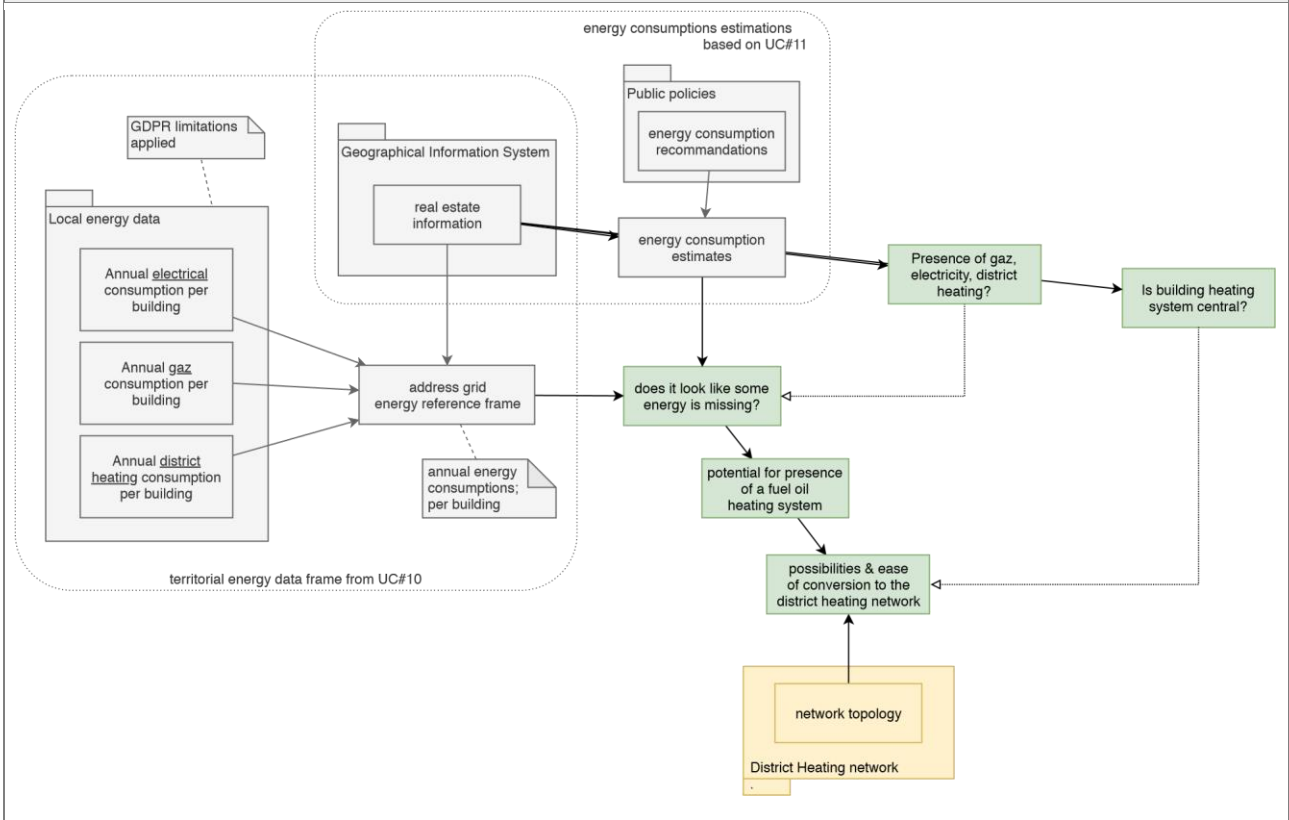 energy consumptions estimations
based on UC#11
Public policies
energy consumption
recommandations
GDPR limitations
applied
Geographical Information System
real estate
information
Local energy data
energy consumption
estimates
Annual electrical
consumption per
building
Presence of gaz,
electricity, district
heating?
Is building heating
system central?
Annual gaz
consumption per
building
address grid
energy reference frame
does it look like some
energy is missing?
Annual district
heating consumption
per building
annual energy
consumptions;
per building
potential for presence
of a fuel oil
heating system
territorial energy data frame from UC#10
possibilities & ease
of conversion to the
district heating network
network topology
District Heating network
.